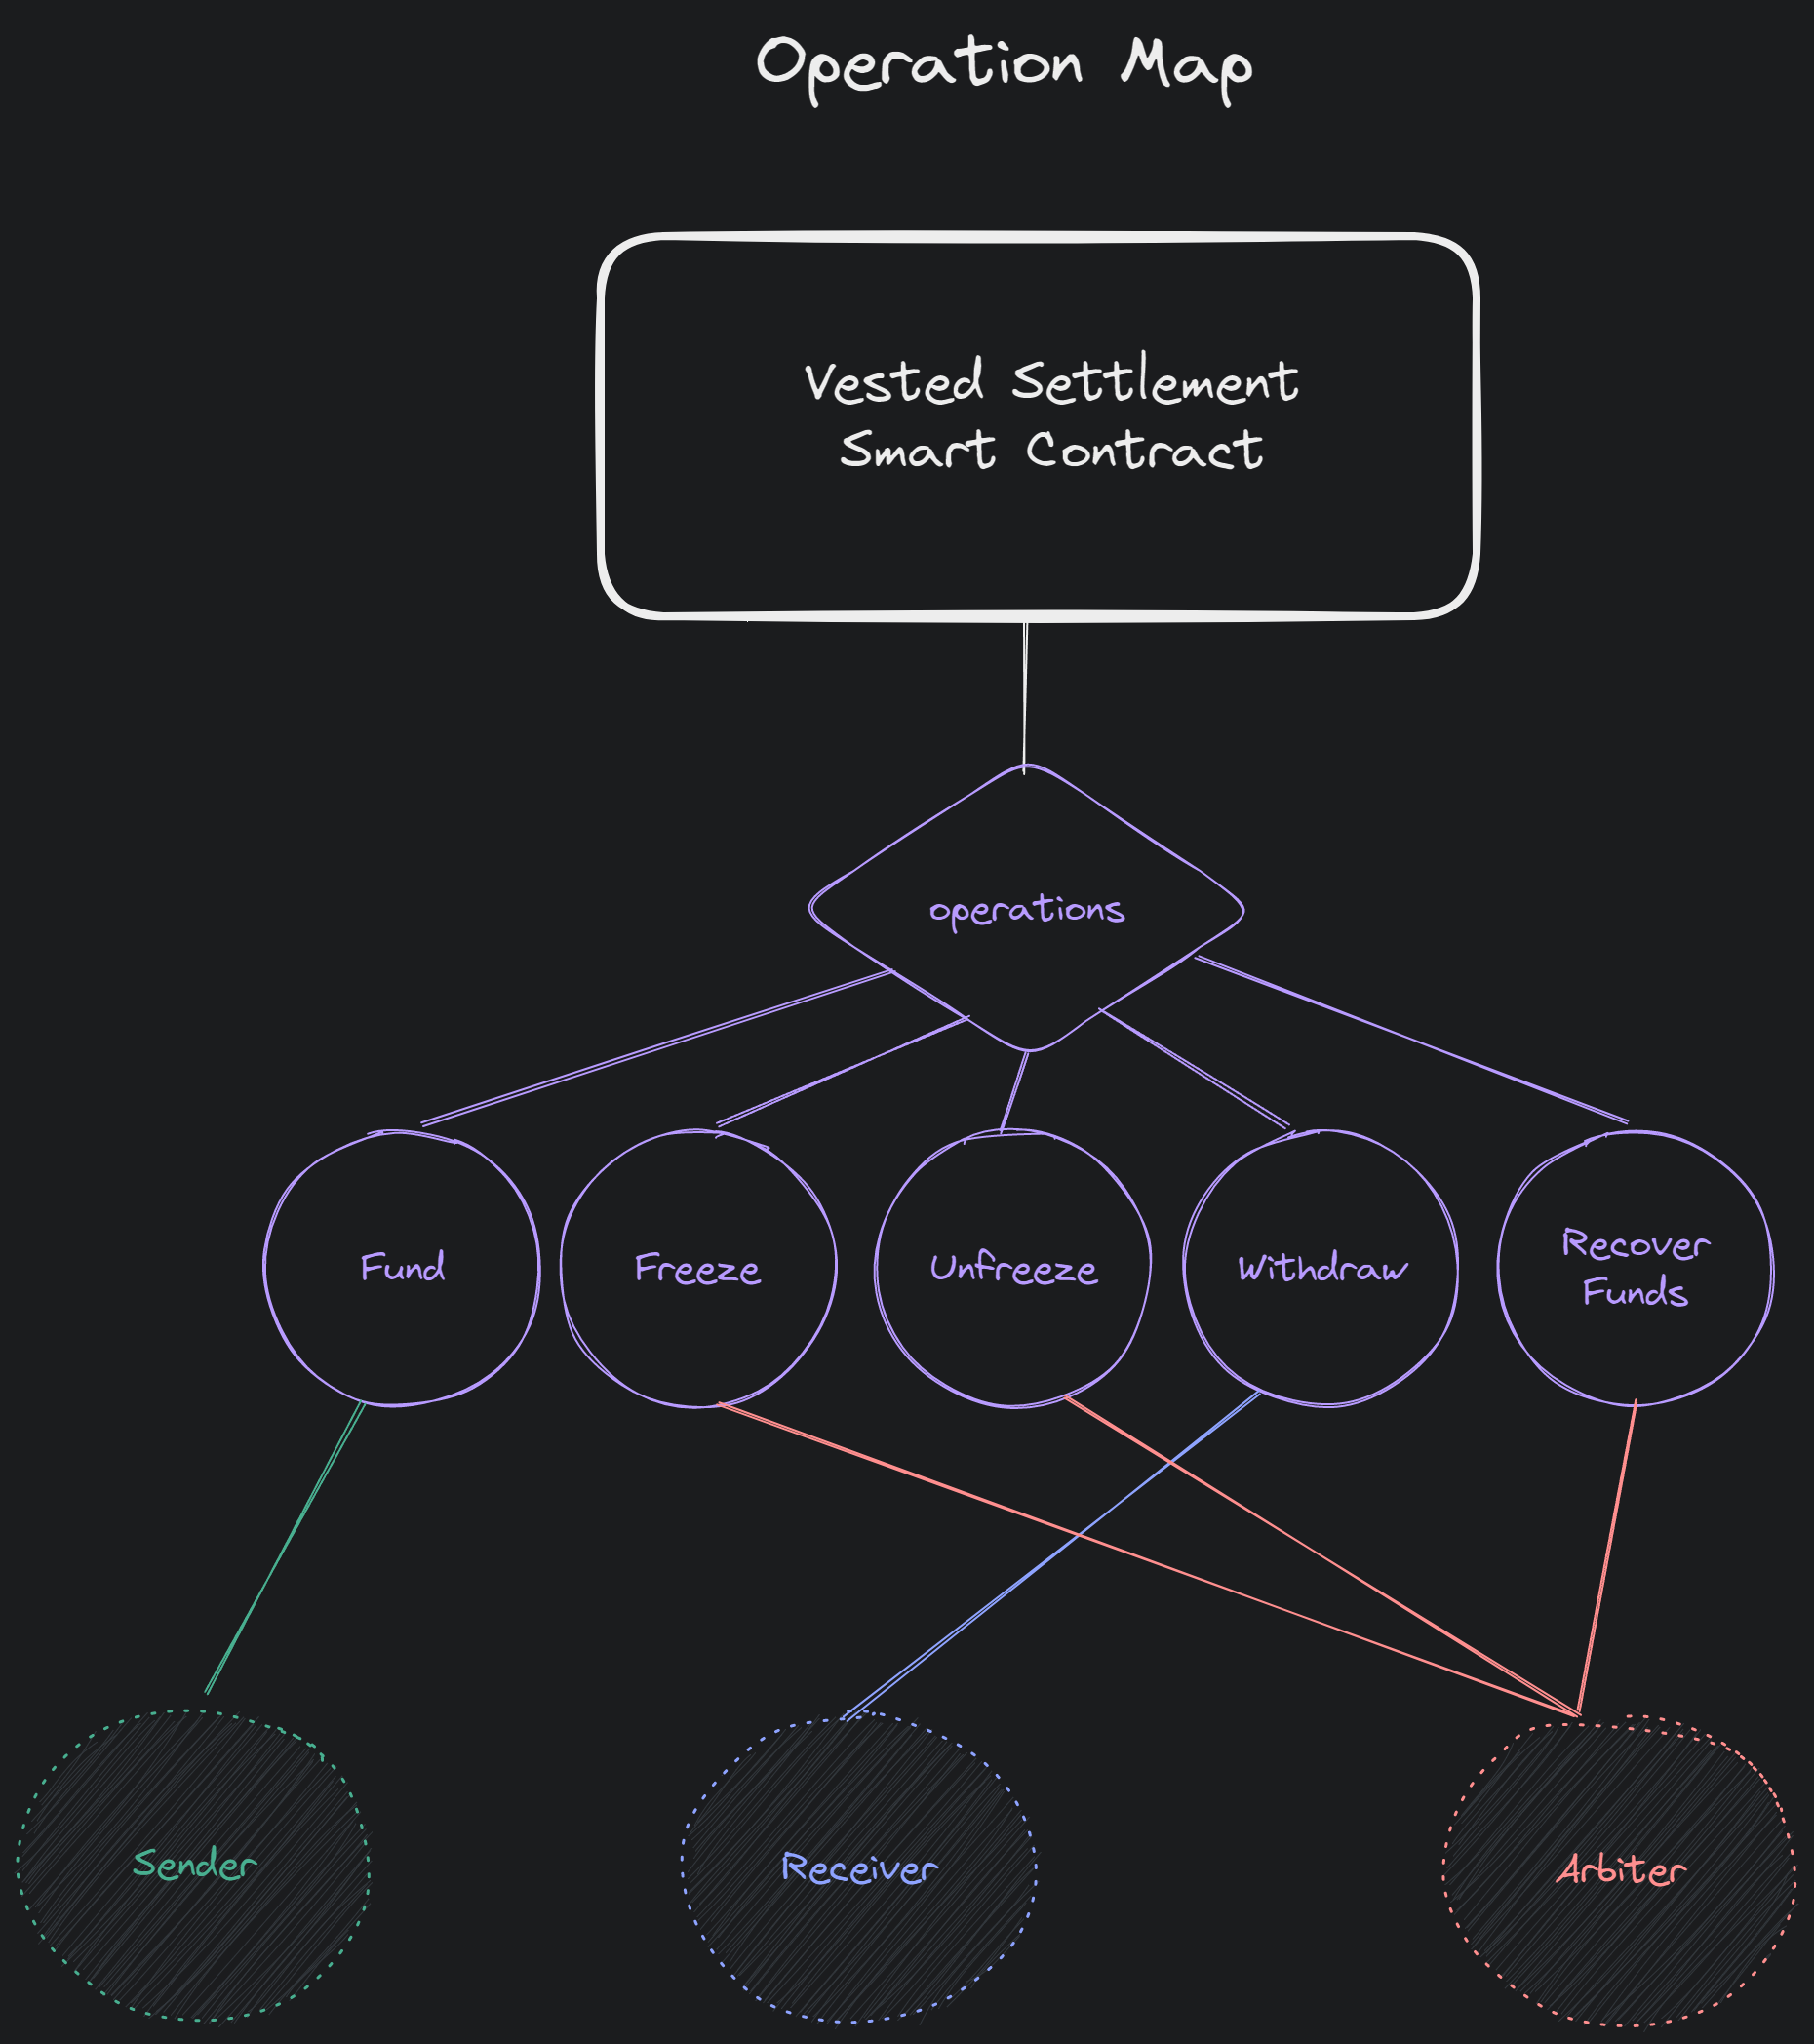 Operation Map
Vested Settlement
Smart Contract
operations
Fund
Freeze
Unfreeze
Withdraw
Recover
Funds
Sender
Receiver
Arbiter